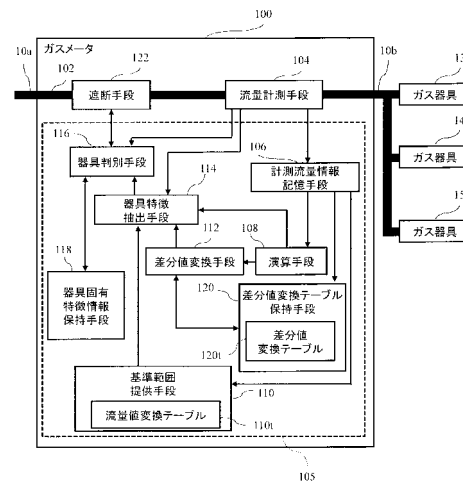 100
ガスメータ
10a
102
122
104
10b
遮断手段
流量計測手段
ガス器具
116
器具判別手段
106
計測流量情報
記憶手段
114
器具特徴
抽出手段
ガス器具
112
108
差分値変換手段
演算手段
ガス器具
118
器具固有
特徴情報
保持手段
120
差分値変換テーブル
保持手段
120t
差分値
変換テーブル
基準範囲
提供手段
110
流量値変換テーブル
110t
105